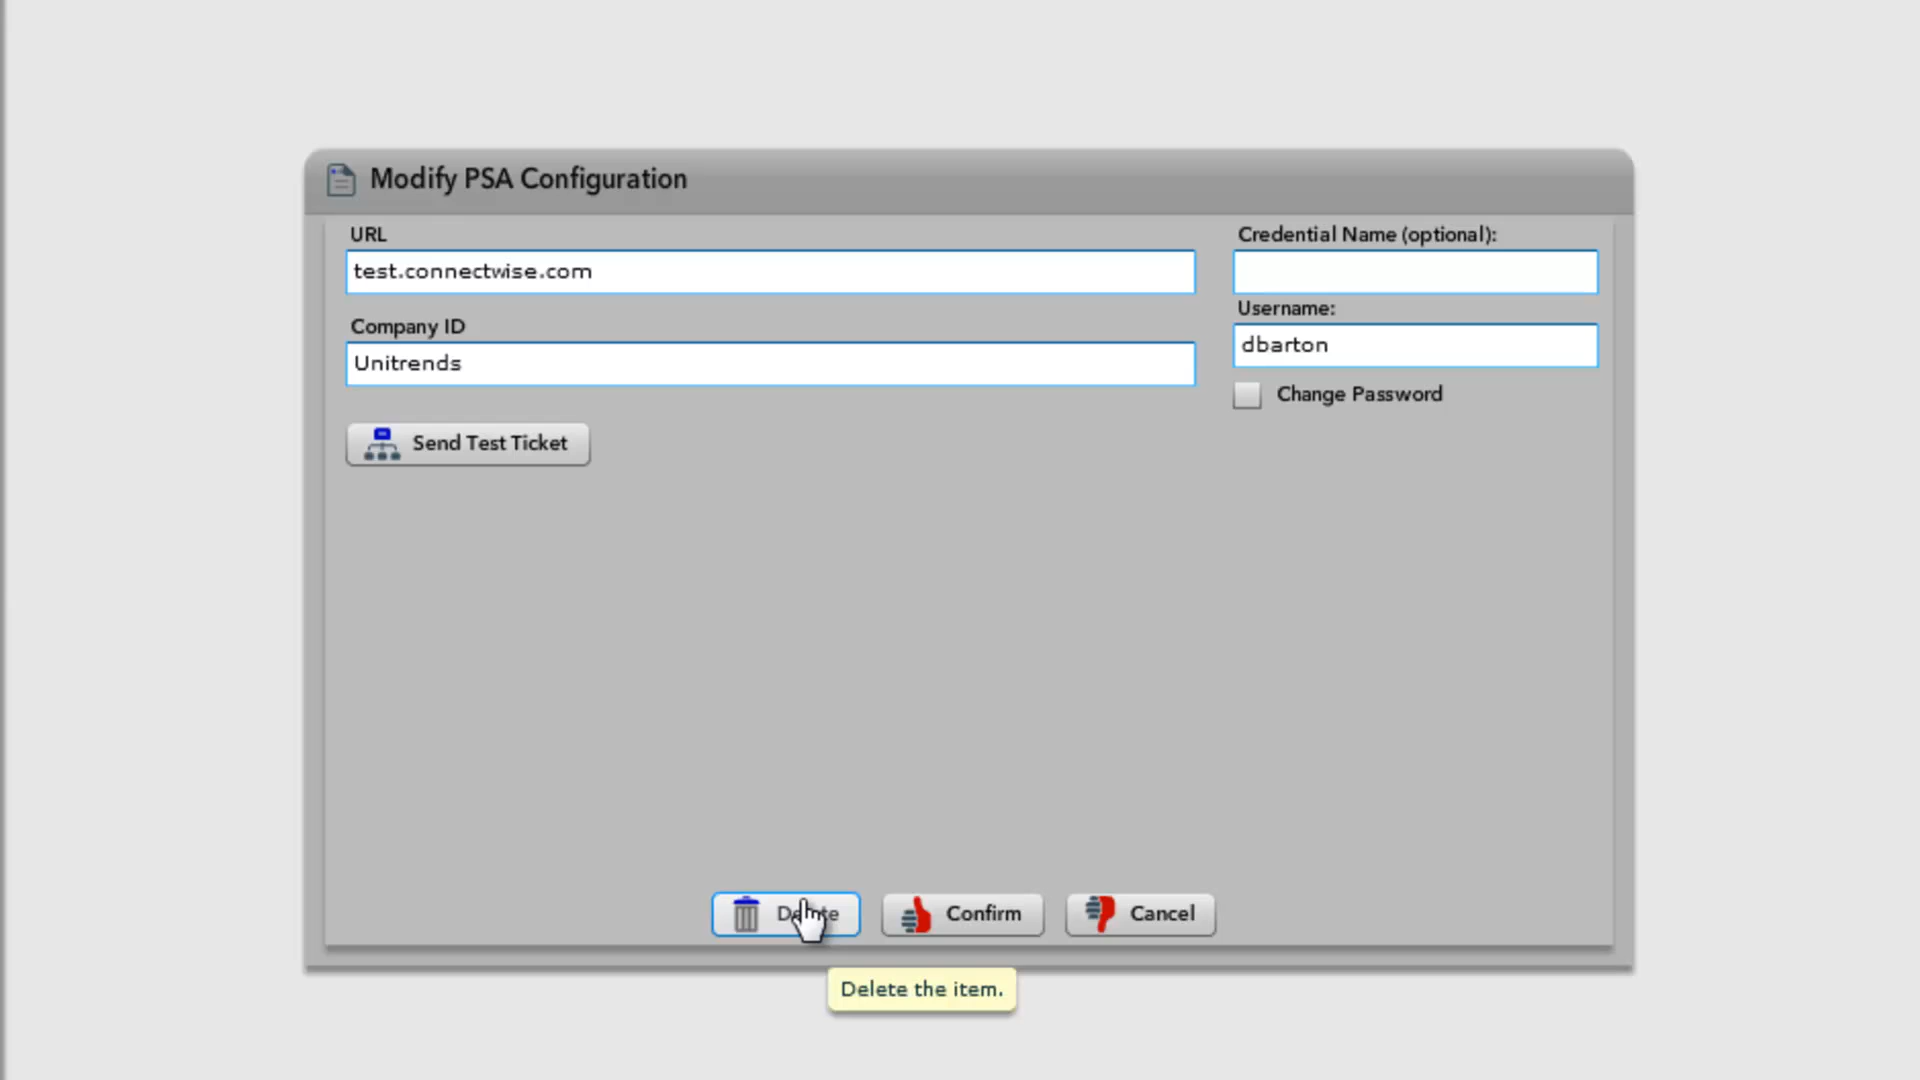 Modify PSA Configuration
URL
test.connectwise.com
Company ID
Unitrends
Send Test Ticket
Credential Name (optional):
Username:
dbarton
Change Password
Delete
Confirm
Cancel
Delete the item.